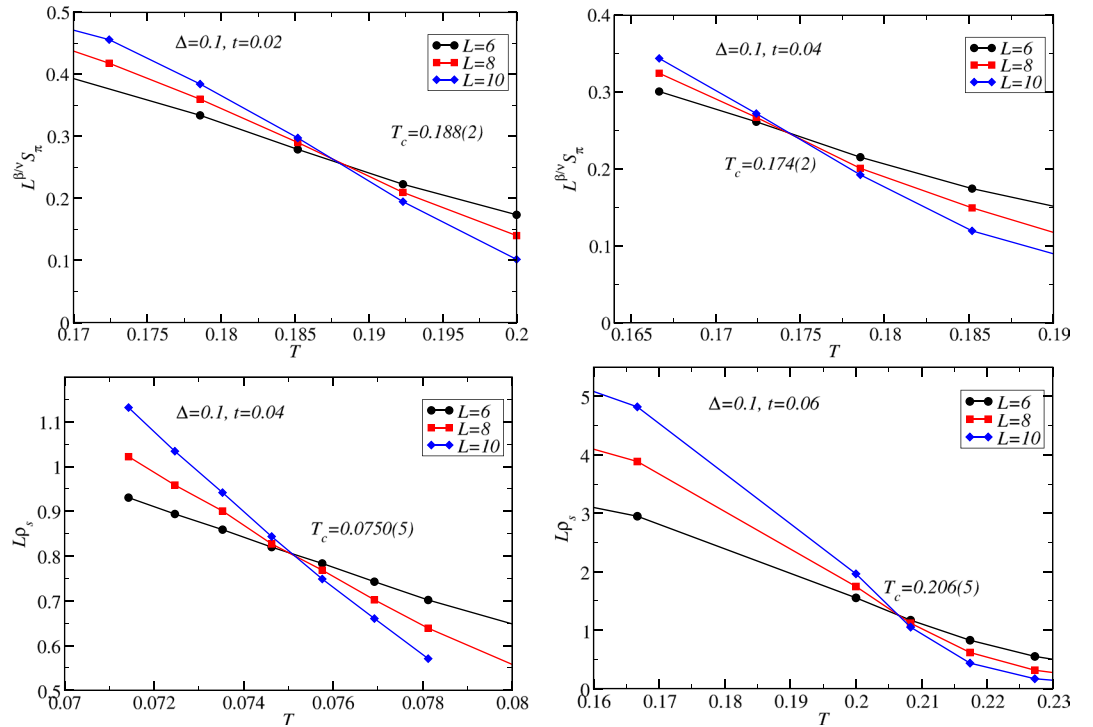 0.5
0.4
0.3
0.2
0.1
0
L^{β/ν}S_π
Δ=0.1, t=0.02
L=6
L=8
L=10
T_c=0.188(2)
0.17 0.175 0.18 0.185 0.19 0.195 0.2
T
0.4
0.3
0.2
0.1
0
L^{β/ν}S_π
Δ=0.1, t=0.04
L=6
L=8
L=10
T_c=0.174(2)
0.165 0.17 0.175 0.18 0.185 0.19
T
1.1
1
0.9
0.8
0.7
0.6
0.5
Lρ_s
Δ=0.1, t=0.04
L=6
L=8
L=10
T_c=0.0750(5)
0.07 0.072 0.074 0.076 0.078 0.08
T
5
4
3
2
1
0
Lρ_s
Δ=0.1, t=0.06
L=6
L=8
L=10
T_c=0.206(5)
0.16 0.17 0.18 0.19 0.2 0.21 0.22 0.23
T